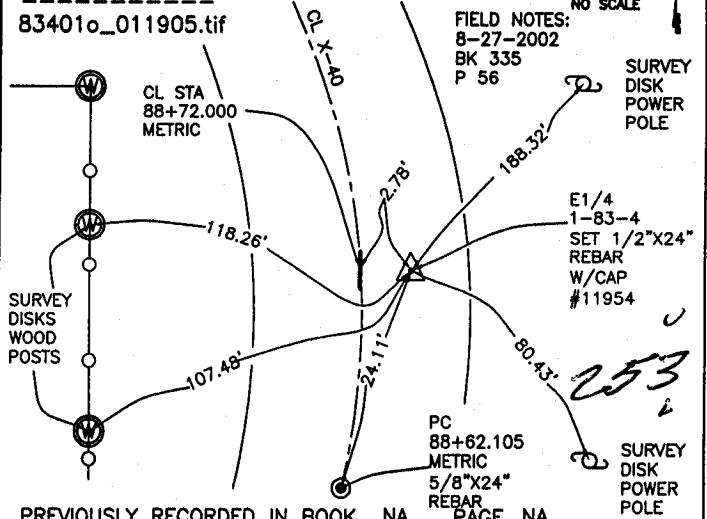 NO SCALE
83401o_011905.tif
FIELD NOTES:
8-27-2002
BK 335
P 56
CL X-40
CL STA
88+72.000
METRIC
SURVEY
DISK
POWER
POLE
188.32'
2.78'
118.26'
E1/4
1-83-4
SET 1/2"X24"
REBAR
W/CAP
#11954
W
W
W
SURVEY
DISKS
WOOD
POSTS
107.48'
24.11'
80.43'
253
PC
88+62.105
METRIC
5/8"X24"
REBAR
SURVEY
DISK
POWER
POLE
PREVIOUSLY RECORDED IN BOOK NA PAGE NA